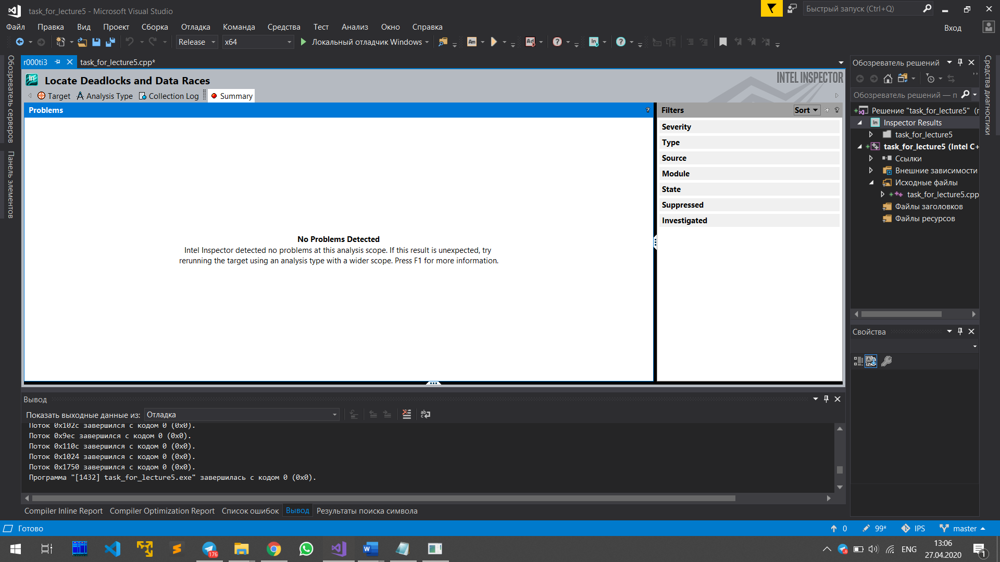 task_for_lecture5 - Microsoft Visual Studio
Быстрый запуск (Ctrl+Q)
Файл Правка Вид Проект Сборка Отладка Команда Средства Тест Анализ Окно Справка
Вход
Release x64 Локальный отладчик Windows
r000ti3 task_for_lecture5.cpp*
Locate Deadlocks and Data Races
INTEL INSPECTOR
Target Analysis Type Collection Log Summary
Problems ?
Filters Sort ?
Severity
Type
Source
Module
State
Suppressed
Investigated
No Problems Detected
Intel Inspector detected no problems at this analysis scope. If this result is unexpected, try
rerunning the target using an analysis type with a wider scope. Press F1 for more information.
Обозреватель серверов
Панель элементов
Обозреватель решений
Обозреватель решений — п
Решение "task_for_lecture5"
Inspector Results
task_for_lecture5
task_for_lecture5 (Intel C+
Ссылки
Внешние зависимости
Исходные файлы
task_for_lecture5.cpp
Файлы заголовков
Файлы ресурсов
Средства диагностики
Свойства
Вывод
Показать выходные данные из: Отладка
Поток 0x102c завершился с кодом 0 (0x0).
Поток 0x9ec завершился с кодом 0 (0x0).
Поток 0x110c завершился с кодом 0 (0x0).
Поток 0x1024 завершился с кодом 0 (0x0).
Поток 0x1750 завершился с кодом 0 (0x0).
Программа "[1432] task_for_lecture5.exe" завершилась с кодом 0 (0x0).
Compiler Inline Report Compiler Optimization Report Список ошибок Вывод Результаты поиска символа
Готово
0 99* IPS master
176
ENG
13:06
27.04.2020
1